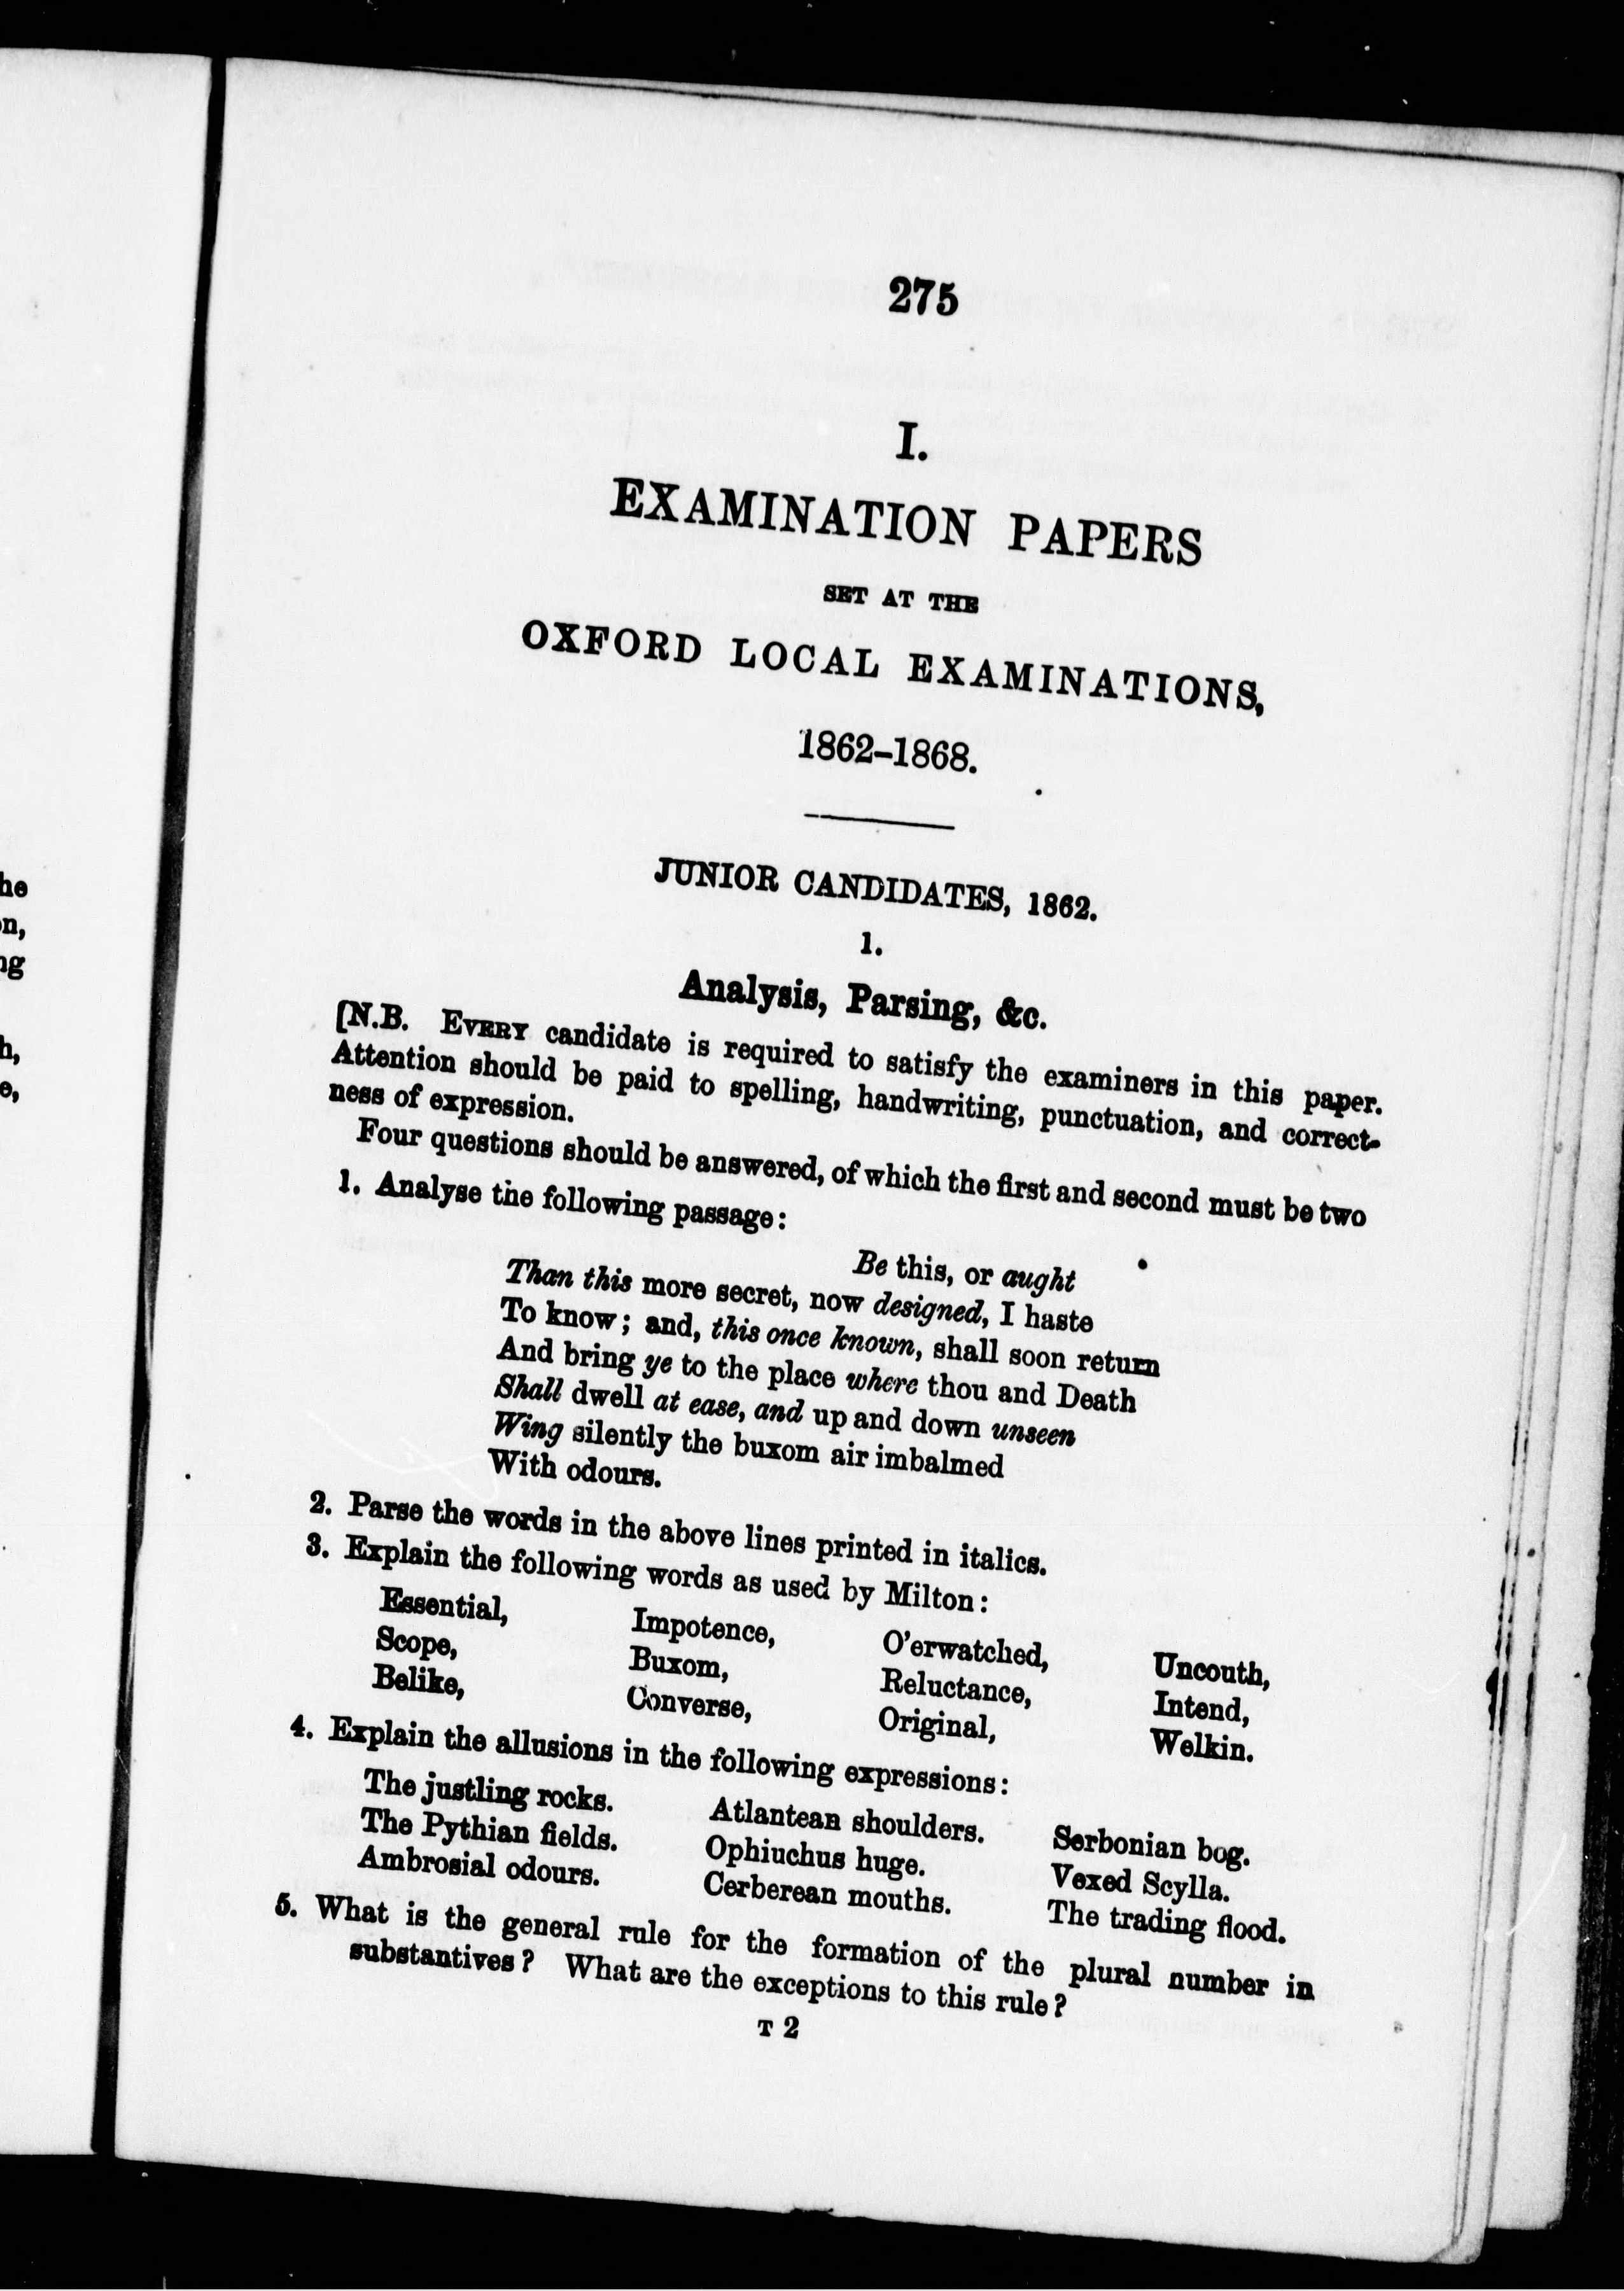 275
I.
EXAMINATION PAPERS
SET AT THE
OXFORD LOCAL EXAMINATIONS,
1862–1868.
JUNIOR CANDIDATES, 1862.
1.
Analysis, Parsing, &c.
[N.B. EVERY candidate is required to satisfy the examiners in this paper.
Attention should be paid to spelling, handwriting, punctuation, and correct-
ness of expression.
Four questions should be answered, of which the first and second must be two
1. Analyse the following passage:
Be this, or aught
Than this more secret, now designed, I haste
To know; and, this once known, shall soon return
And bring ye to the place where thou and Death
Shall dwell at ease, and up and down unseen
Wing silently the buxom air imbalmed
With odours.
2. Parse the words in the above lines printed in italics.
3. Explain the following words as used by Milton:
Essential, Impotence, O'erwatched, Uncouth,
Scope, Buxom, Reluctance, Intend,
Belike, Converse, Original, Welkin.
4. Explain the allusions in the following expressions:
The justling rocks. Atlantean shoulders. Serbonian bog.
The Pythian fields. Ophiuchus huge. Vexed Scylla.
Ambrosial odours. Cerberean mouths. The trading flood.
5. What is the general rule for the formation of the plural number in
substantives? What are the exceptions to this rule?
T 2